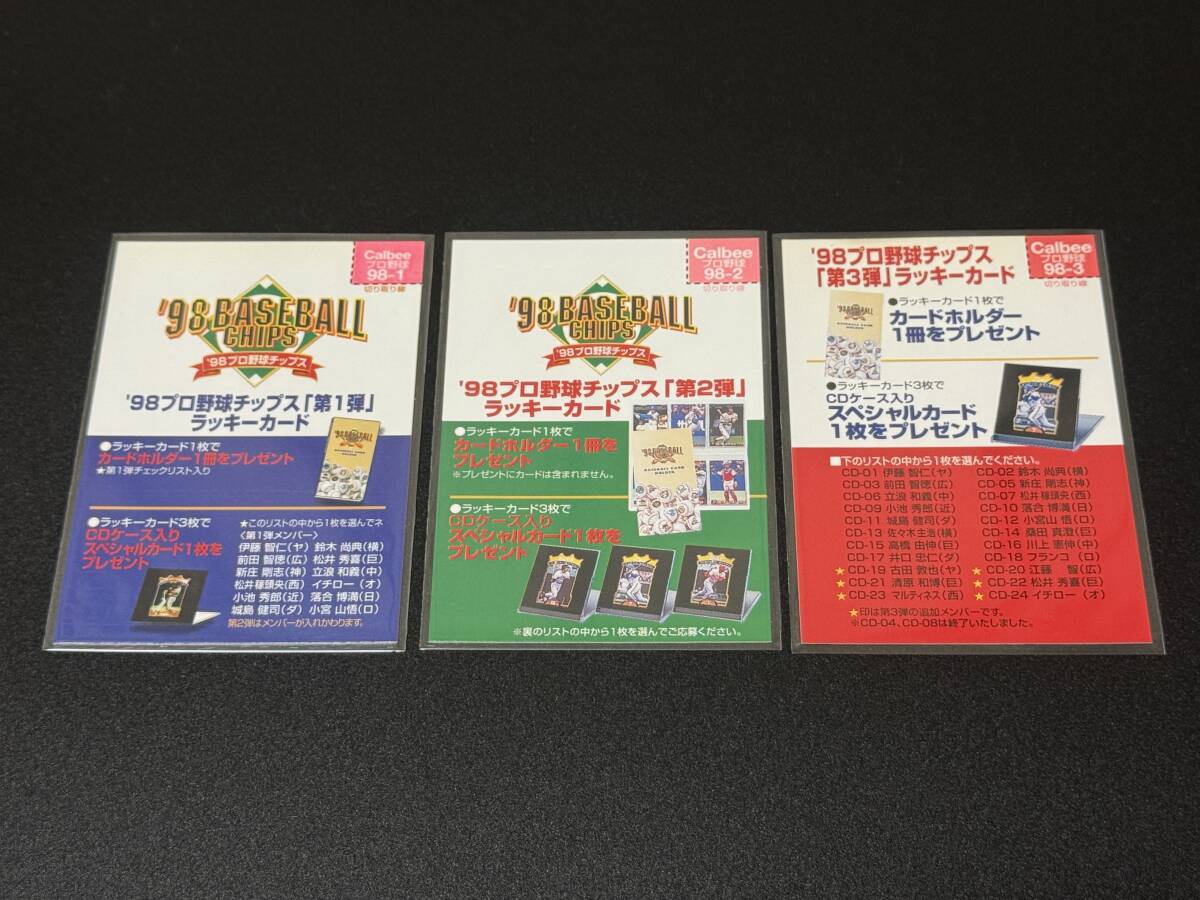 Calbee
プロ野球
98-1
切り取り線
'98 BASEBALL
CHIPS
'98プロ野球チップス
'98プロ野球チップス「第1弾」
ラッキーカード
●ラッキーカード1枚で
カードホルダー1冊をプレゼント
★第1弾チェックリスト入り
●ラッキーカード3枚で
CDケース入り
スペシャルカード1枚を
プレゼント
★このリストの中から1枚を選んでネ
〈第1弾メンバー〉
伊藤 智仁(ヤ) 鈴木 尚典(横)
前田 智徳(広) 松井 秀喜(巨)
新庄 剛志(神) 立浪 和義(中)
松井稼頭央(西) イチロー(オ)
小池 秀郎(近) 落合 博満(日)
城島 健司(ダ) 小宮山悟(ロ)
第2弾はメンバーが入れかわります。
Calbee
プロ野球
98-2
切り取り線
'98 BASEBALL
CHIPS
'98プロ野球チップス
'98プロ野球チップス「第2弾」
ラッキーカード
●ラッキーカード1枚で
カードホルダー1冊を
プレゼント
※プレゼントにカードは含まれません。
●ラッキーカード3枚で
CDケース入り
スペシャルカード1枚を
プレゼント
※裏のリストの中から1枚を選んでご応募ください。
Calbee
プロ野球
98-3
切り取り線
'98プロ野球チップス
「第3弾」ラッキーカード
●ラッキーカード1枚で
カードホルダー
1冊をプレゼント
●ラッキーカード3枚で
CDケース入り
スペシャルカード
1枚をプレゼント
■下のリストの中から1枚を選んでください。
CD-01 伊藤 智仁(ヤ) CD-02 鈴木 尚典(横)
CD-03 前田 智徳(広) CD-05 新庄 剛志(神)
CD-06 立浪 和義(中) CD-07 松井稼頭央(西)
CD-09 小池 秀郎(近) CD-10 落合 博満(日)
CD-11 城島 健司(ダ) CD-12 小宮山 悟(ロ)
CD-13 佐々木主浩(横) CD-14 桑田 真澄(巨)
CD-15 高橋 由伸(巨) CD-16 川上 憲伸(中)
CD-17 井口 忠仁(ダ) CD-18 フランコ(ロ)
★CD-19 古田 敦也(ヤ) ★CD-20 江藤 智(広)
★CD-21 清原 和博(巨) ★CD-22 松井 秀喜(巨)
★CD-23 マルティネス(西) ★CD-24 イチロー(オ)
★印は第3弾の追加メンバーです。
※CD-04、CD-08は終了いたしました。